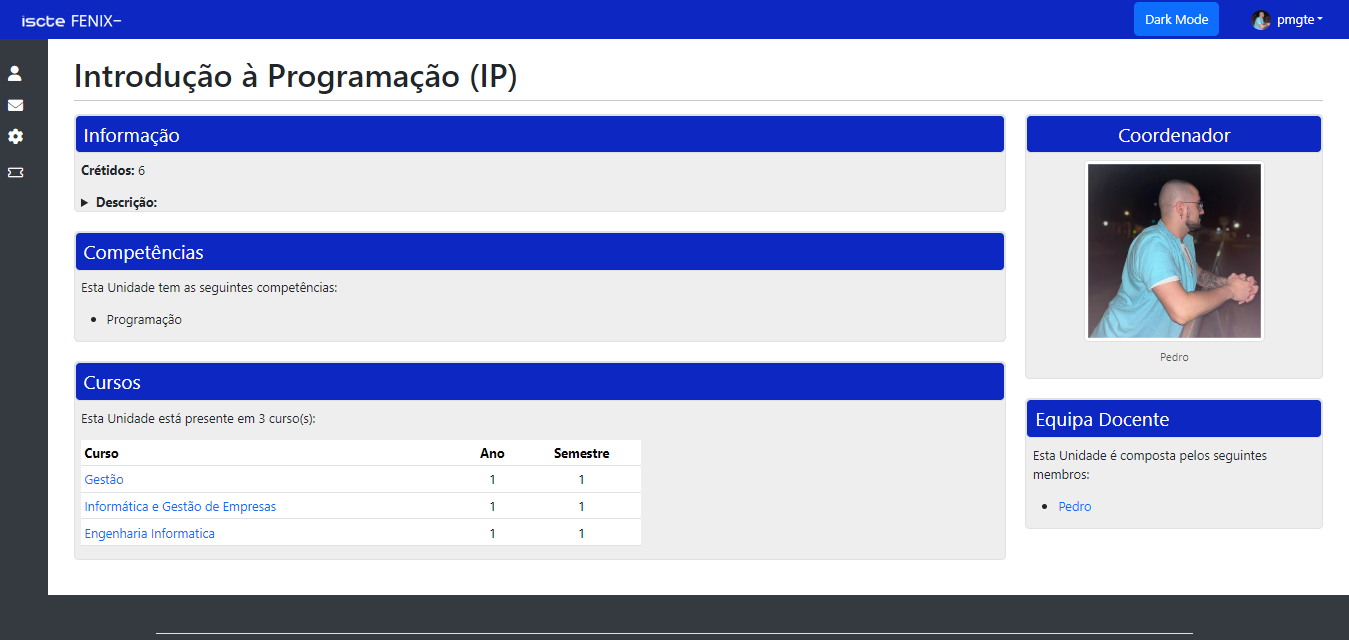 iscte FENIX–
Dark Mode
pmgte
Introdução à Programação (IP)
Informação
Crétidos: 6
Descrição:
Competências
Esta Unidade tem as seguintes competências:
Programação
Cursos
Esta Unidade está presente em 3 curso(s):
Curso Ano Semestre
Gestão 1 1
Informática e Gestão de Empresas 1 1
Engenharia Informatica 1 1
Coordenador
Pedro
Equipa Docente
Esta Unidade é composta pelos seguintes
membros:
Pedro